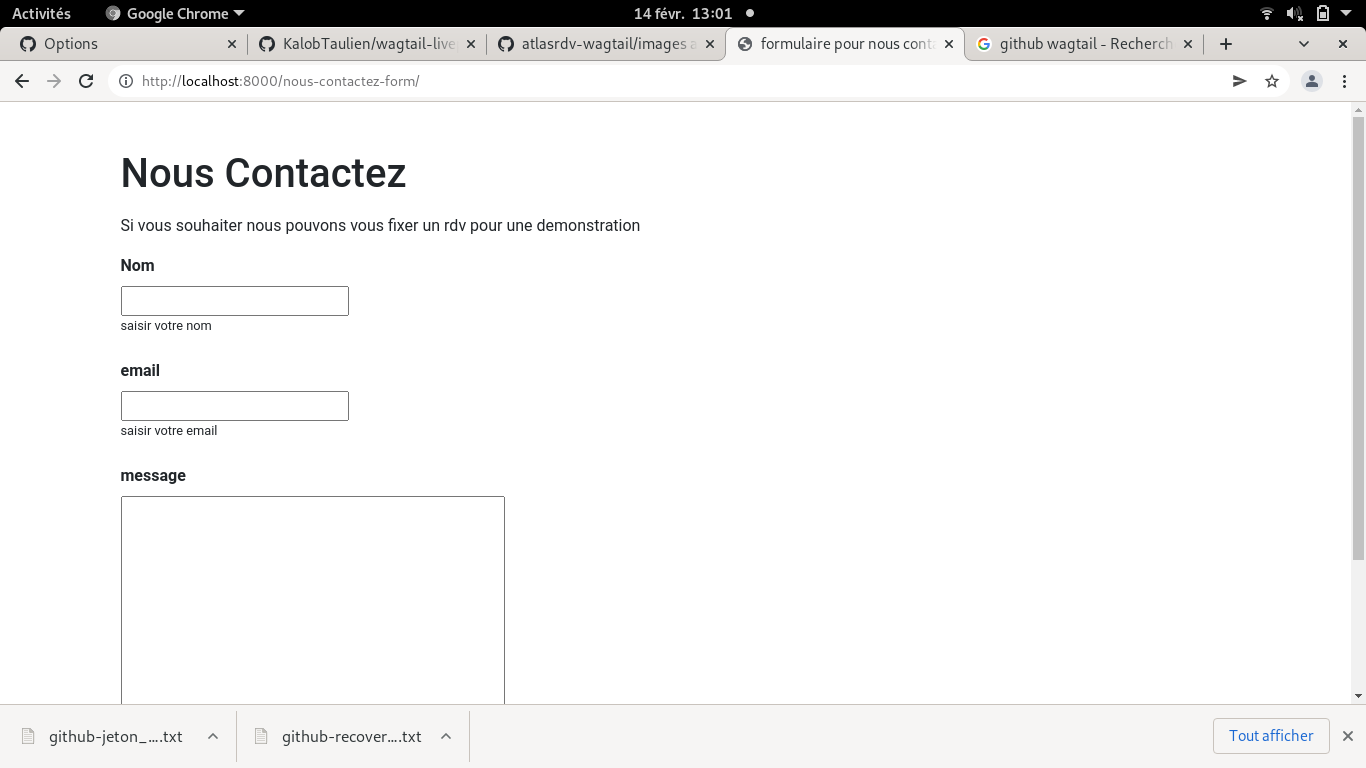 Activités Google Chrome 14 févr. 13:01
Options KalobTaulien/wagtail-live atlasrdv-wagtail/images a formulaire pour nous conta github wagtail - Recherch
http://localhost:8000/nous-contactez-form/
Nous Contactez
Si vous souhaiter nous pouvons vous fixer un rdv pour une demonstration
Nom
saisir votre nom
email
saisir votre email
message
github-jeton_....txt github-recover....txt Tout afficher